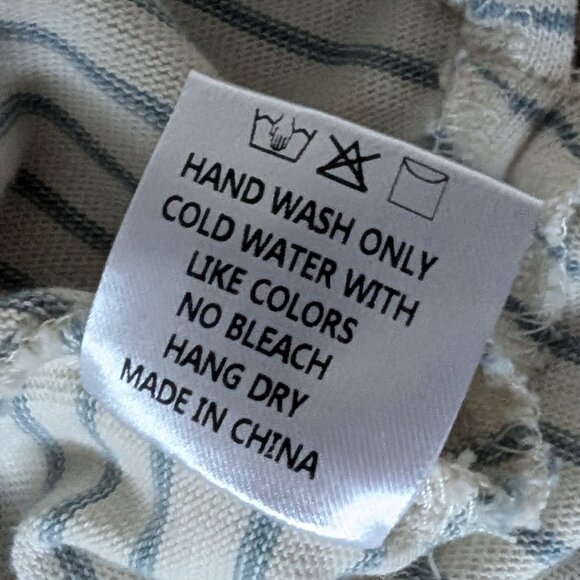 HAND WASH ONLY
COLD WATER WITH
LIKE COLORS
NO BLEACH
HANG DRY
MADE IN CHINA